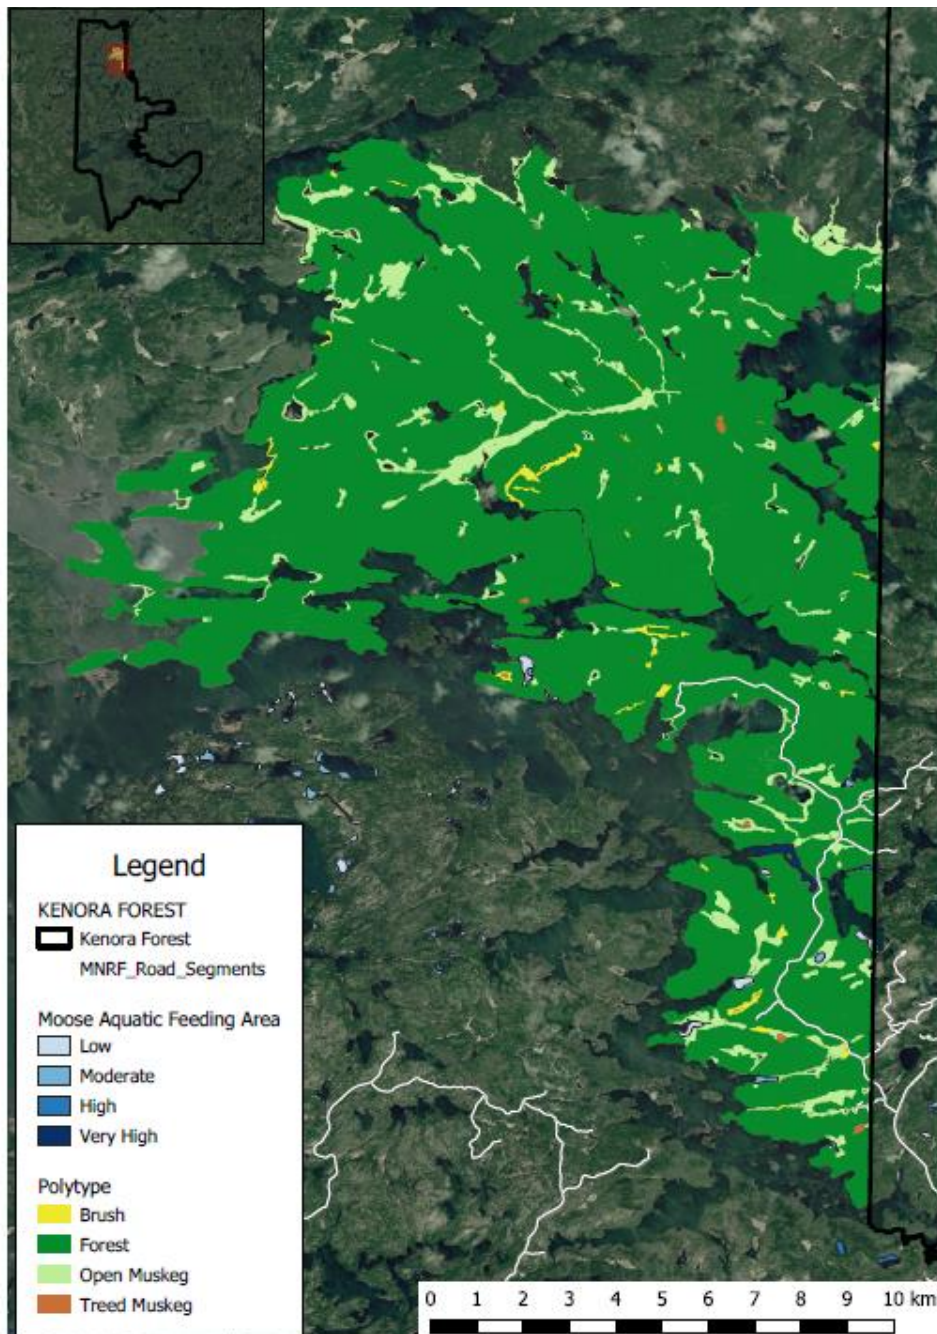 Legend
KENORA FOREST
Kenora Forest
MNRF_Road_Segments
Moose Aquatic Feeding Area
Low
Moderate
High
Very High
Polytype
Brush
Forest
Open Muskeg
Treed Muskeg
0 1 2 3 4 5 6 7 8 9 10 km